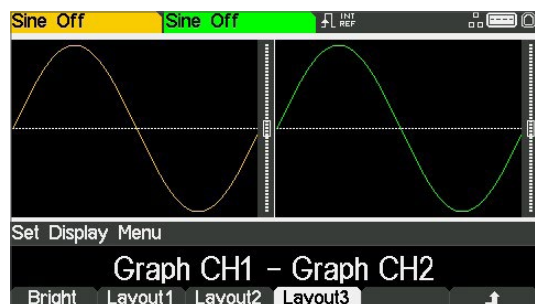 Sine Off Sine Off INT REF
Set Display Menu
Graph CH1 - Graph CH2
Bright Layout1 Layout2 Layout3